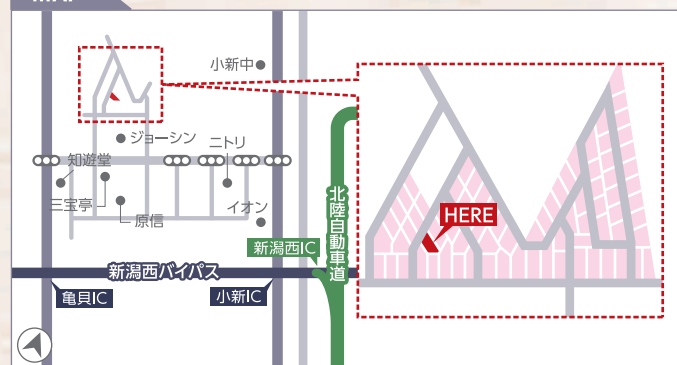 小新中
ジョーシン
ニトリ
知遊堂
三宝亭
原信
イオン
HERE
北陸自動車道
新潟西IC
新潟西バイパス
亀貝IC
小新IC